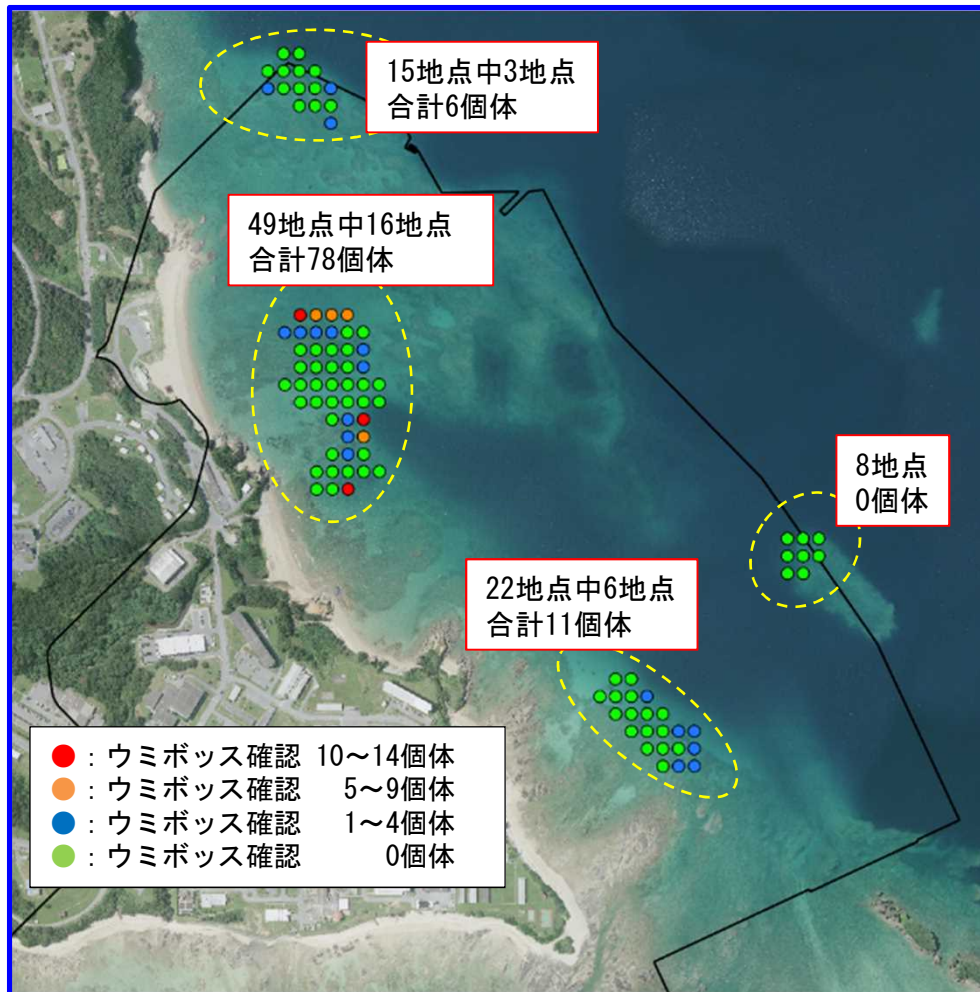 15地点中3地点
合計6個体
49地点中16地点
合計78個体
8地点
0個体
22地点中6地点
合計11個体
：ウミボッス確認 10～14個体
：ウミボッス確認 5～9個体
：ウミボッス確認 1～4個体
：ウミボッス確認 0個体